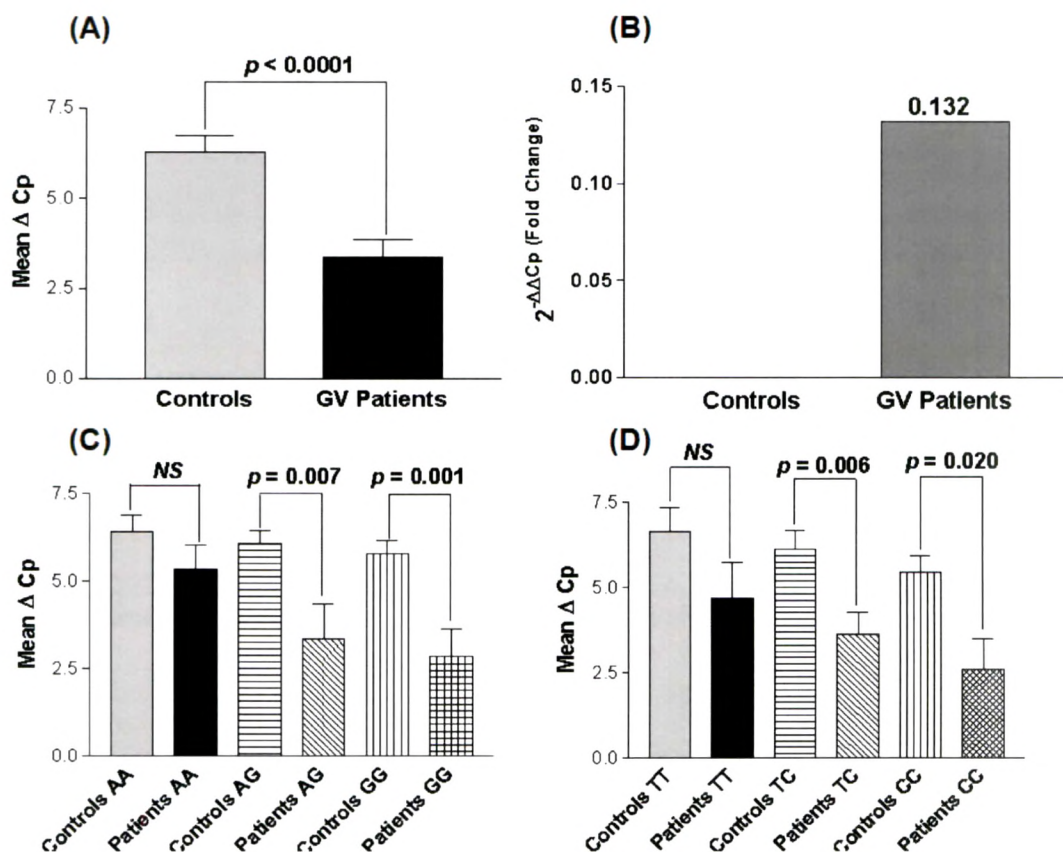 (A)
p < 0.0001
7.5
5.0
2.5
0.0
Mean Δ Cp
Controls
GV Patients
(B)
0.132
0.15
0.10
0.05
0.00
2^-ΔΔCp (Fold Change)
Controls
GV Patients
(C)
NS
p = 0.007
p = 0.001
7.5
5.0
2.5
0.0
Mean Δ Cp
Controls AA
Patients AA
Controls AG
Patients AG
Controls GG
Patients GG
(D)
NS
p = 0.006
p = 0.020
7.5
5.0
2.5
0.0
Mean Δ Cp
Controls TT
Patients TT
Controls TC
Patients TC
Controls CC
Patients CC